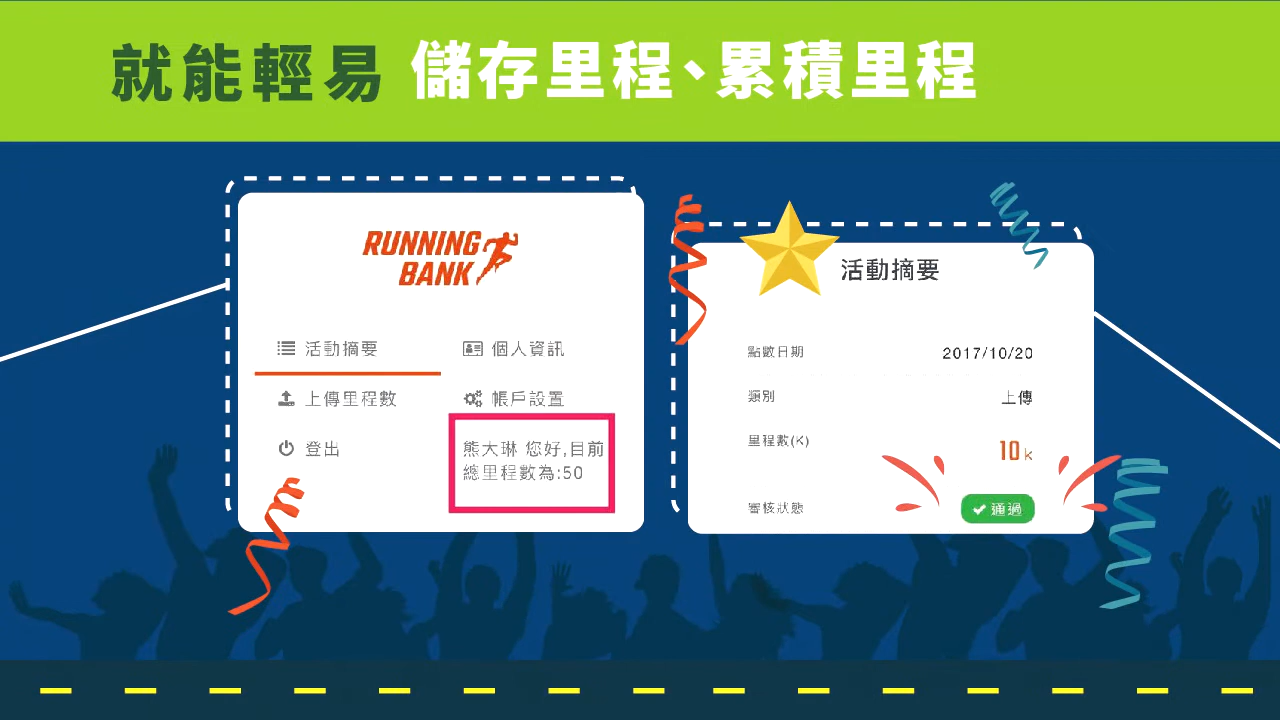 就能輕易 儲存里程、累積里程
RUNNING
BANK
活動摘要
個人資訊
上傳里程數
帳戶設置
登出
熊大琳 您好,目前
總里程數為:50
活動摘要
點數日期 2017/10/20
類別 上傳
里程數(K) 10 K
審核狀態 通過